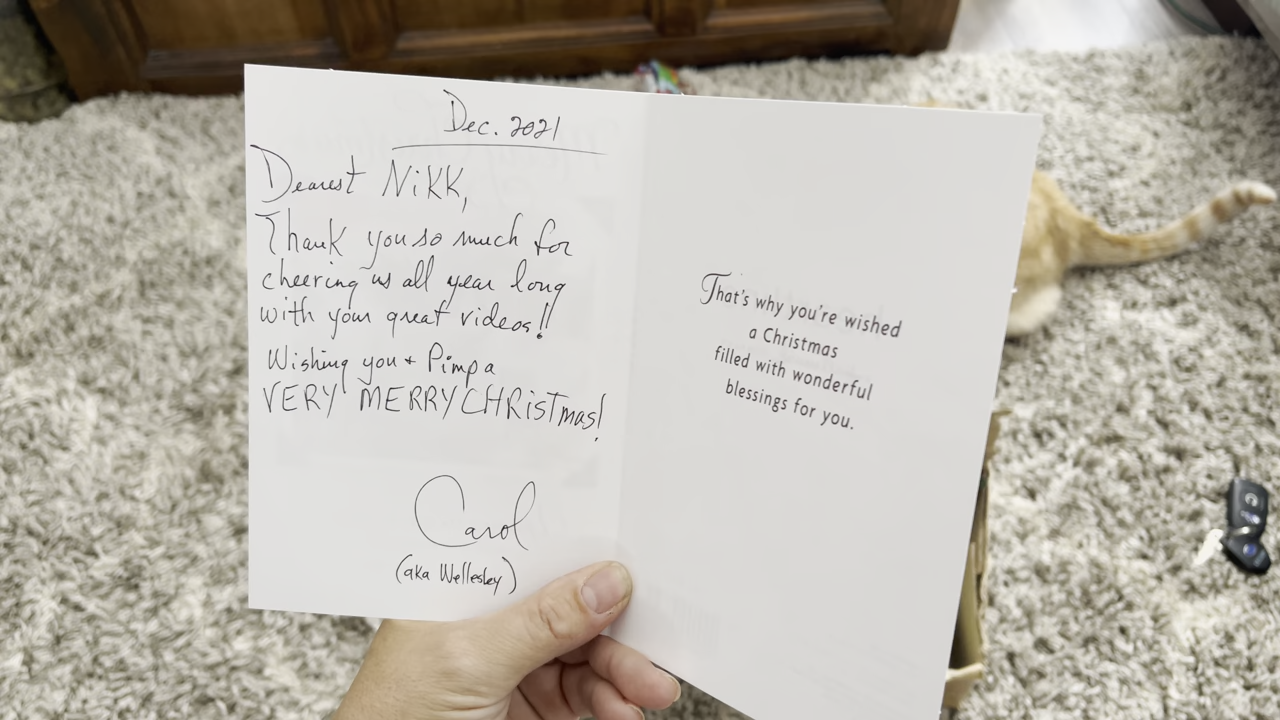 Dec. 2021
Dearest NiKK,
Thank you so much for
cheering us all year long
with your great videos!!
Wishing you + Pimpa
VERY MERRY CHRISTmas!
Carol
(aka Wellesley)
That's why you're wished
a Christmas
filled with wonderful
blessings for you.